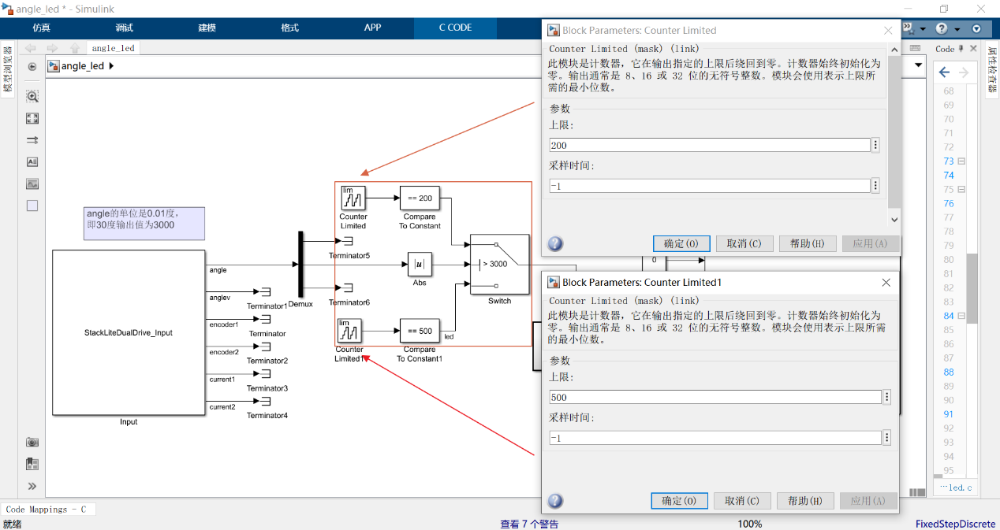 angle_led * - Simulink
仿真
调试
建模
格式
APP
C CODE
模型浏览器
angle_led
angle_led
angle的单位是0.01度，
即30度输出值为3000
StackLiteDualDrive_Input
Input
angle
anglev
encoder1
encoder2
current1
current2
Terminator1
Terminator
Terminator2
Terminator3
Terminator4
Demux
Terminator5
Terminator6
lim
Counter
Limited
== 200
Compare
To Constant
|u|
Abs
> 3000
Switch
lim
Counter
Limited1
== 500
Compare
To Constant1
led
0
Block Parameters: Counter Limited
Counter Limited (mask) (link)
此模块是计数器，它在输出指定的上限后绕回到零。计数器始终初始化为
零。输出通常是 8、16 或 32 位的无符号整数。模块会使用表示上限所
需的最小位数。
参数
上限:
200
采样时间:
-1
确定(O)
取消(C)
帮助(H)
应用(A)
Block Parameters: Counter Limited1
Counter Limited (mask) (link)
此模块是计数器，它在输出指定的上限后绕回到零。计数器始终初始化为
零。输出通常是 8、16 或 32 位的无符号整数。模块会使用表示上限所需
的最小位数。
参数
上限:
500
采样时间:
-1
确定(O)
取消(C)
帮助(H)
应用(A)
Code
属性检查器
68
69
70
71
72
73
74
75
76
77
78
79
80
81
82
83
84
85
86
87
88
89
90
91
92
93
94
95
···led.c
Code Mappings - C
就绪
查看 7 个警告
100%
FixedStepDiscrete